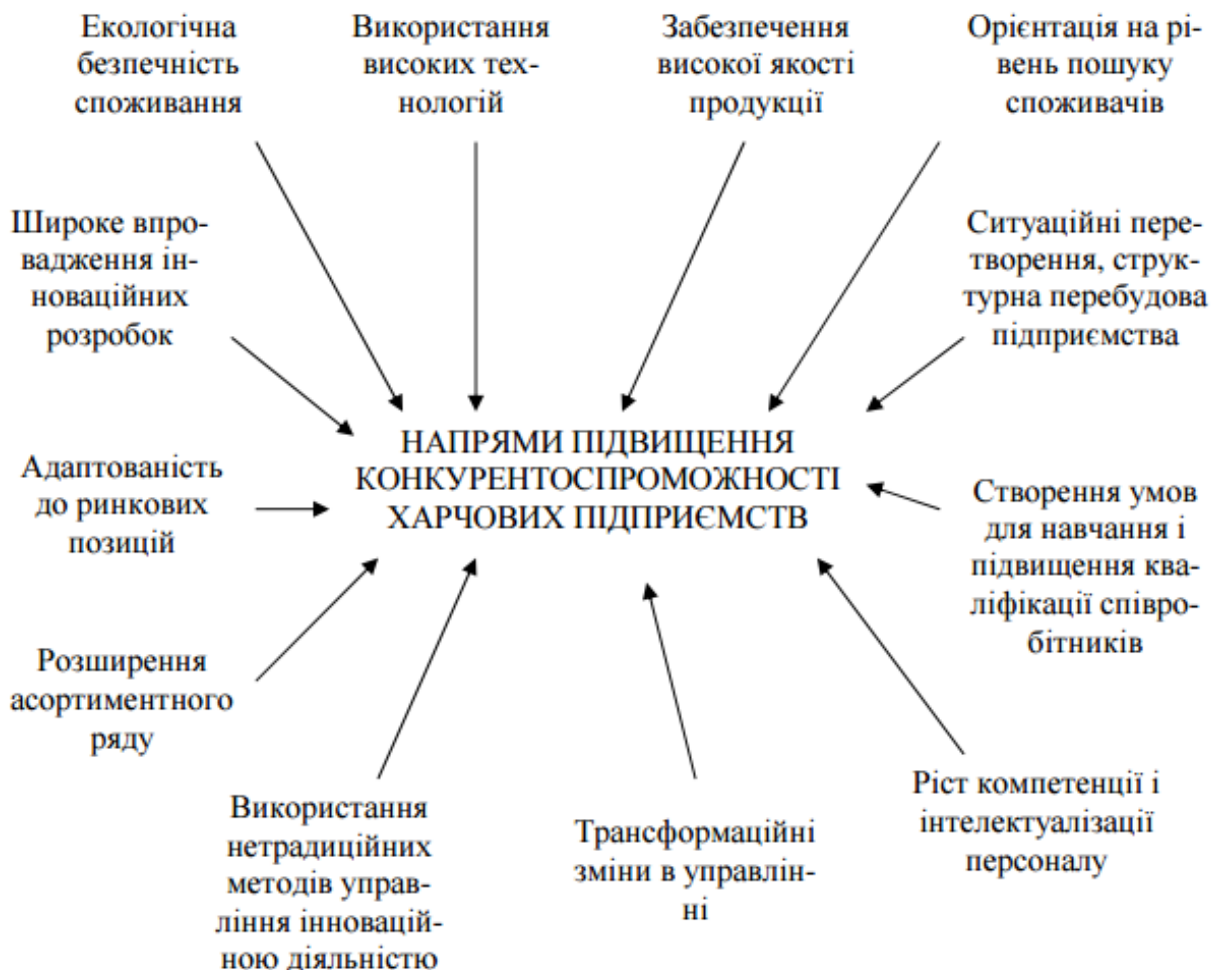 Екологічна
безпечність
споживання
Використання
високих тех-
нологій
Забезпечення
високої якості
продукції
Орієнтація на рі-
вень пошуку
споживачів
Широке впро-
вадження ін-
новаційних
розробок
Ситуаційні пере-
творення, струк-
турна перебудова
підприємства
НАПРЯМИ ПІДВИЩЕННЯ
КОНКУРЕНТОСПРОМОЖНОСТІ
ХАРЧОВИХ ПІДПРИЄМСТВ
Адаптованість
до ринкових
позицій
Створення умов
для навчання і
підвищення ква-
ліфікації співро-
бітників
Розширення
асортиментного
ряду
Використання
нетрадиційних
методів управ-
ління інновацій-
ною діяльністю
Трансформаційні
зміни в управлін-
ні
Ріст компетенції і
інтелектуалізації
персоналу